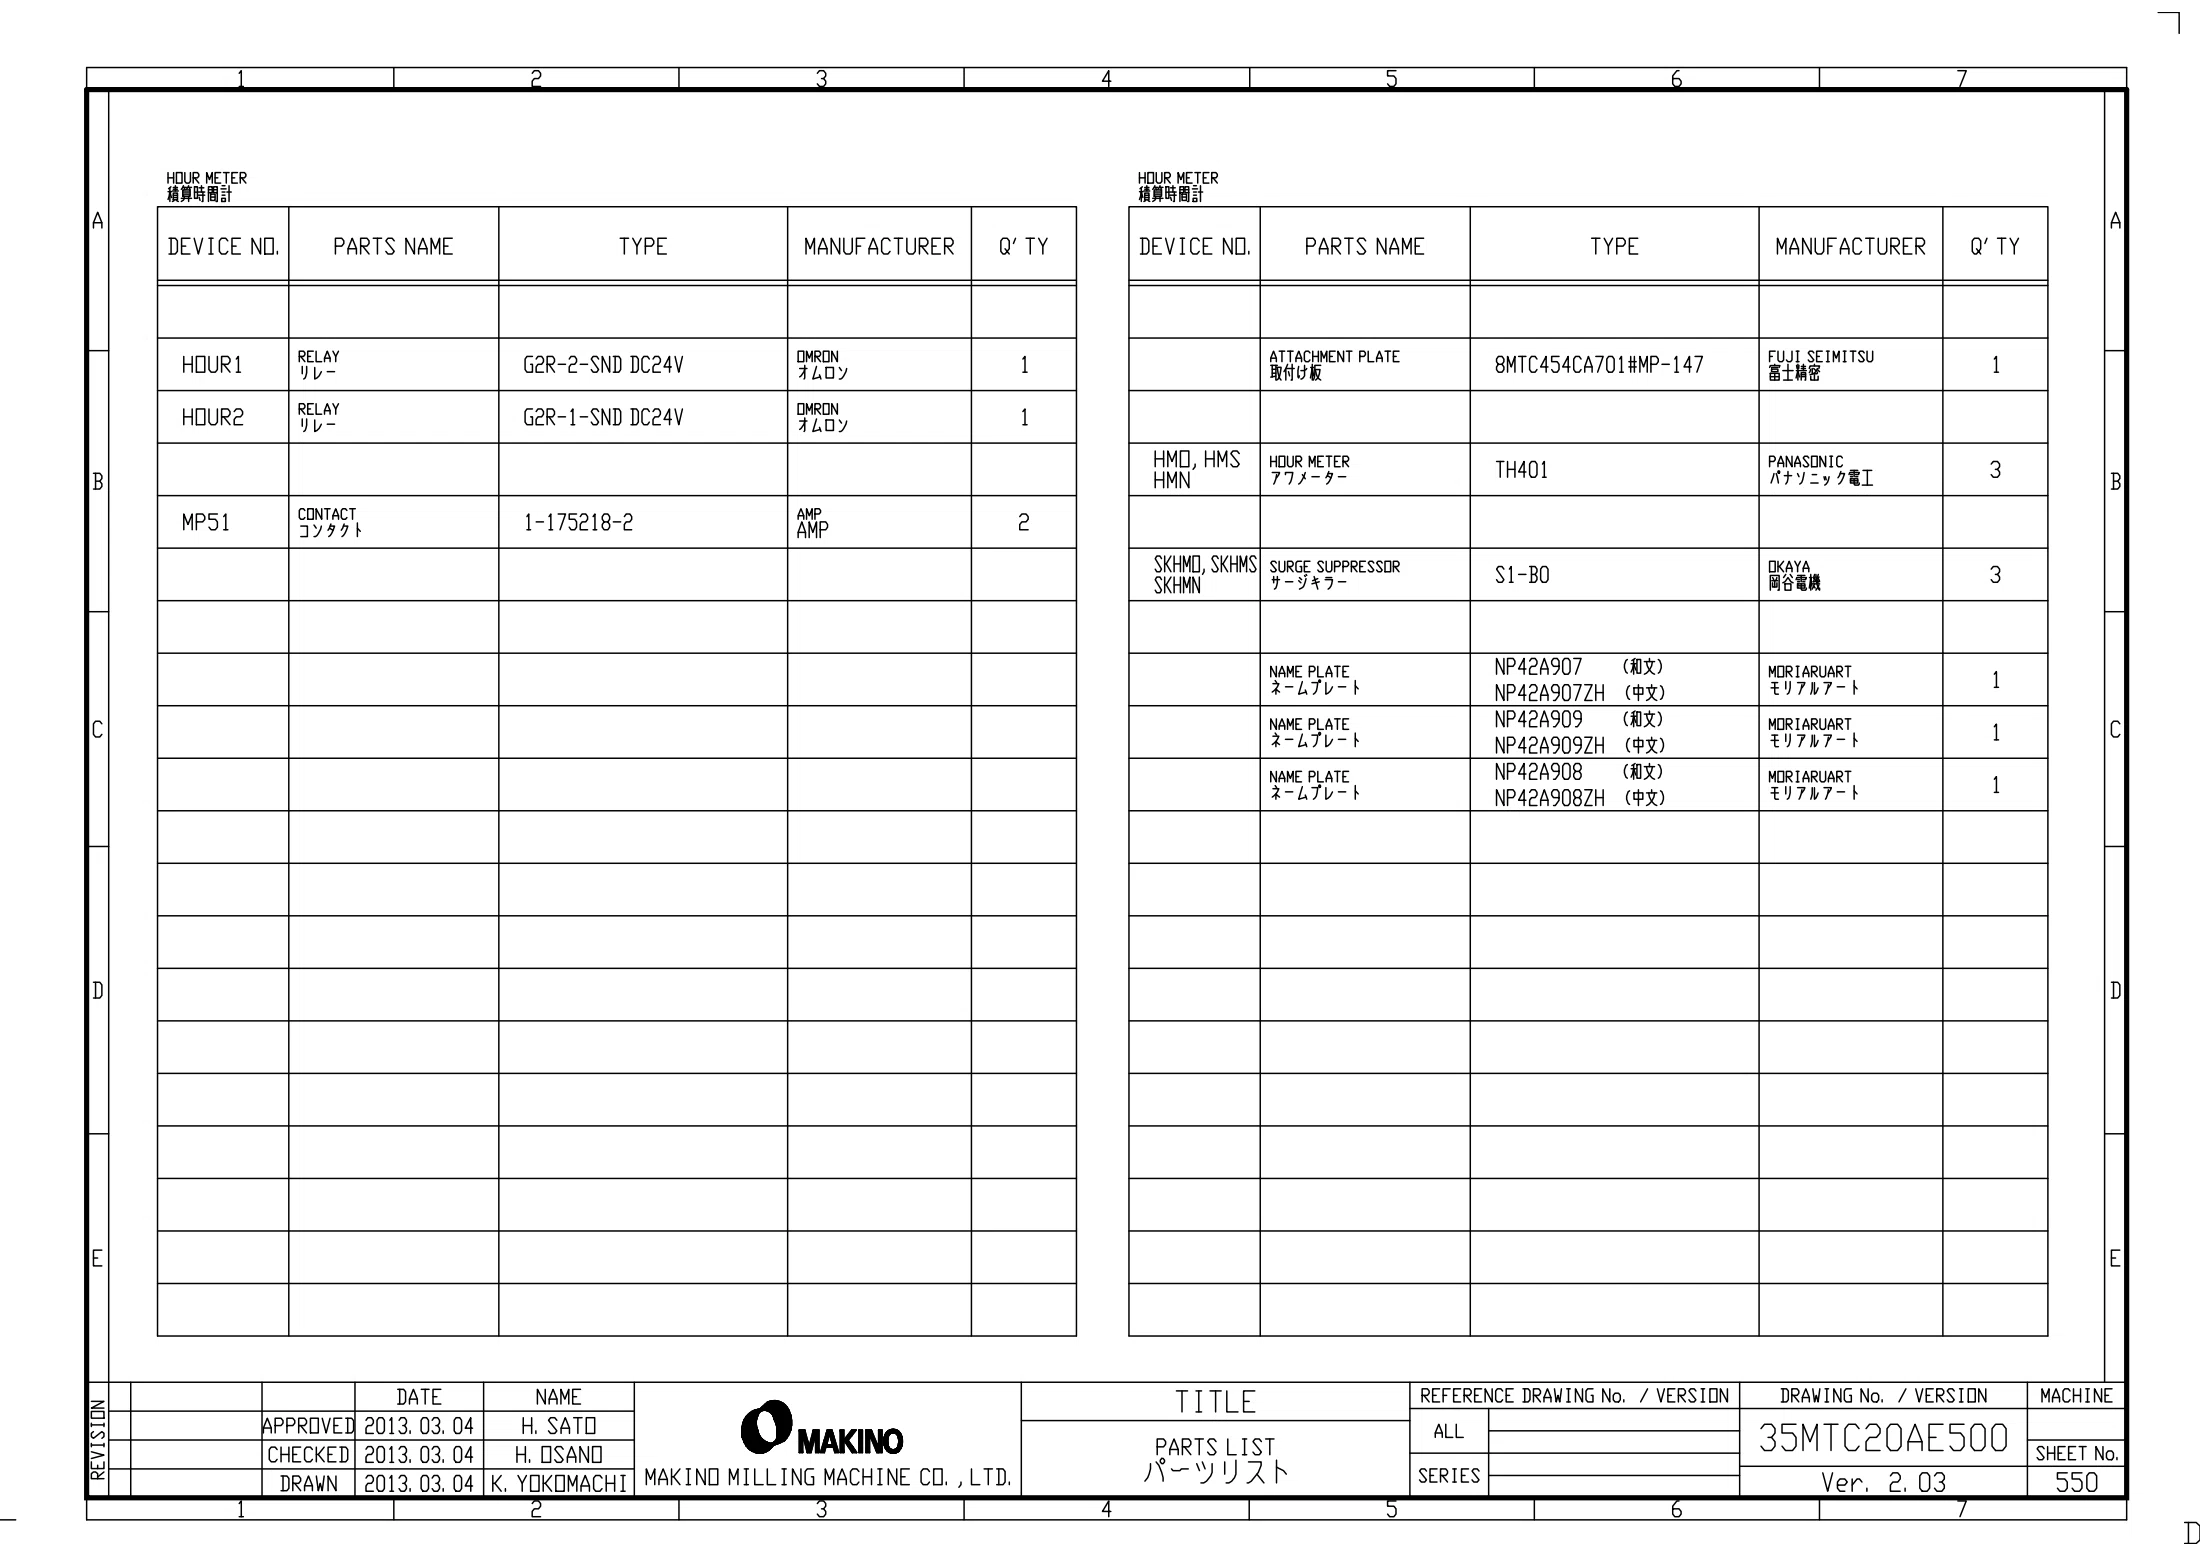 1 2 3 4 5 6 7
A A
B B
C C
D D
E E
HOUR METER
積算時間計
DEVICE NO. PARTS NAME TYPE MANUFACTURER Q'TY
HOUR1 RELAY G2R-2-SND DC24V OMRON 1
リレー オムロン
HOUR2 RELAY G2R-1-SND DC24V OMRON 1
リレー オムロン
MP51 CONTACT 1-175218-2 AMP 2
コンタクト AMP
HOUR METER
積算時間計
DEVICE NO. PARTS NAME TYPE MANUFACTURER Q'TY
ATTACHMENT PLATE 8MTC454CA701#MP-147 FUJI SEIMITSU 1
取付け板 富士精密
HMO, HMS HOUR METER TH401 PANASONIC 3
HMN アワメーター パナソニック電工
SKHMO, SKHMS SURGE SUPPRESSOR S1-B0 OKAYA 3
SKHMN サージキラー 岡谷電機
NAME PLATE NP42A907 (和文) MORIARUART 1
ネームプレート NP42A907ZH (中文) モリアルアート
NAME PLATE NP42A909 (和文) MORIARUART 1
ネームプレート NP42A909ZH (中文) モリアルアート
NAME PLATE NP42A908 (和文) MORIARUART 1
ネームプレート NP42A908ZH (中文) モリアルアート
REVISION
DATE NAME
APPROVED 2013.03.04 H. SATO
CHECKED 2013.03.04 H. OSANO
DRAWN 2013.03.04 K. YOKOMACHI
MAKINO
MAKINO MILLING MACHINE CO., LTD.
TITLE
PARTS LIST
パーツリスト
REFERENCE DRAWING No. / VERSION
ALL
SERIES
DRAWING No. / VERSION
35MTC20AE500
Ver. 2.03
MACHINE
SHEET No.
550
1 2 3 4 5 6 7
D